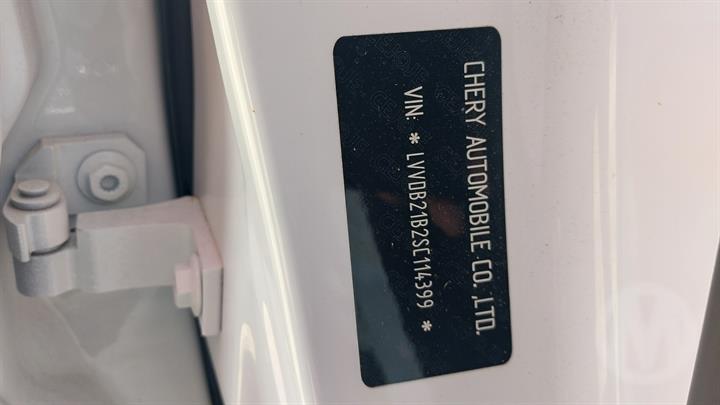 CHERY AUTOMOBILE CO. ,LTD.
VIN: * LVVDB21B2SC114399 *